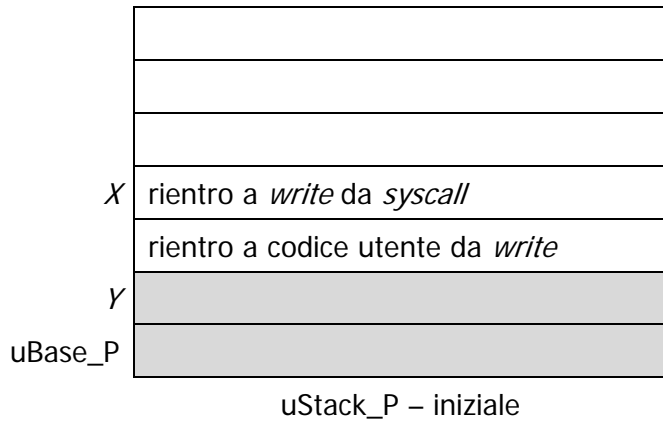 X rientro a write da syscall
rientro a codice utente da write
Y
uBase_P
uStack_P – iniziale